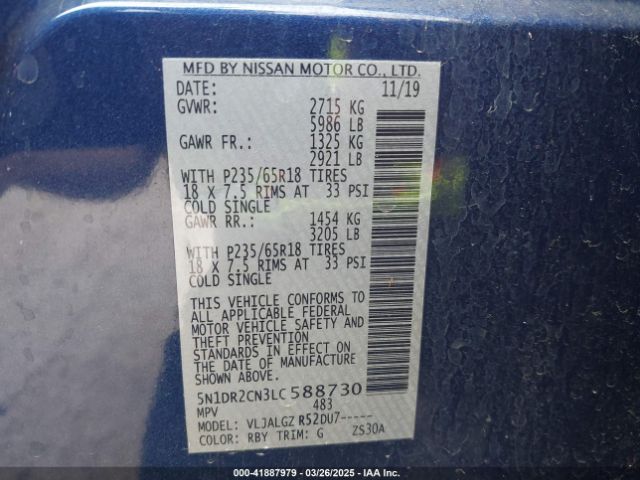 MFD BY NISSAN MOTOR CO., LTD.
DATE: 11/19
GVWR: 2715 KG
5986 LB
GAWR FR.: 1325 KG
2921 LB
WITH P235/65R18 TIRES
18 X 7.5 RIMS AT 33 PSI
COLD SINGLE
GAWR RR.: 1454 KG
3205 LB
WITH P235/65R18 TIRES
18 X 7.5 RIMS AT 33 PSI
COLD SINGLE
THIS VEHICLE CONFORMS TO
ALL APPLICABLE FEDERAL
MOTOR VEHICLE SAFETY AND
THEFT PREVENTION
STANDARDS IN EFFECT ON
THE DATE OF MANUFACTURE
SHOWN ABOVE.
5N1DR2CN3LC588730
MPV 483
MODEL: VLJALGZ R52DU7-----
COLOR: RBY TRIM: G ZS30A
000-41887979 — 03/26/2025 — IAA Inc.